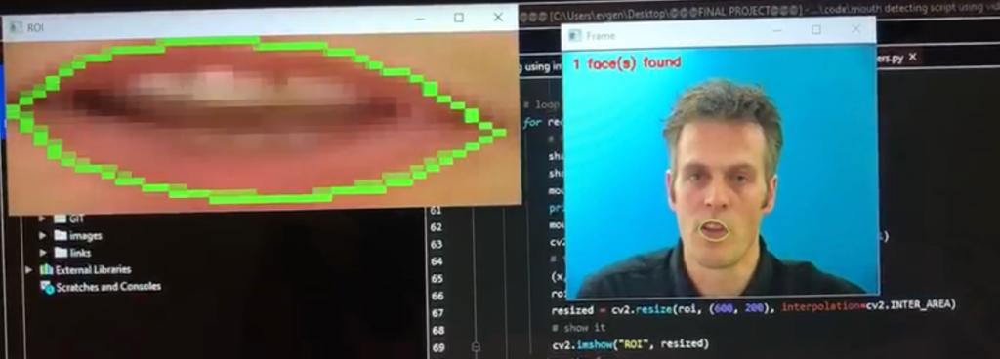 ROI
@@@ [C:\Users\evgen\Desktop\@@@FINAL PROJECT@@@] - ...\code\mouth detecting script using vid
Frame
1 face(s) found
g using im
ers.py ×
# loop
for rec
#
sha
sha
mou
pri
mou
cv2
#
(x,
roi
resized = cv2.resize(roi, (600, 200), interpolation=cv2.INTER_AREA)
# show it
cv2.imshow("ROI", resized)
61
62
63
64
65
66
67
68
69
GIT
images
links
External Libraries
Scratches and Consoles